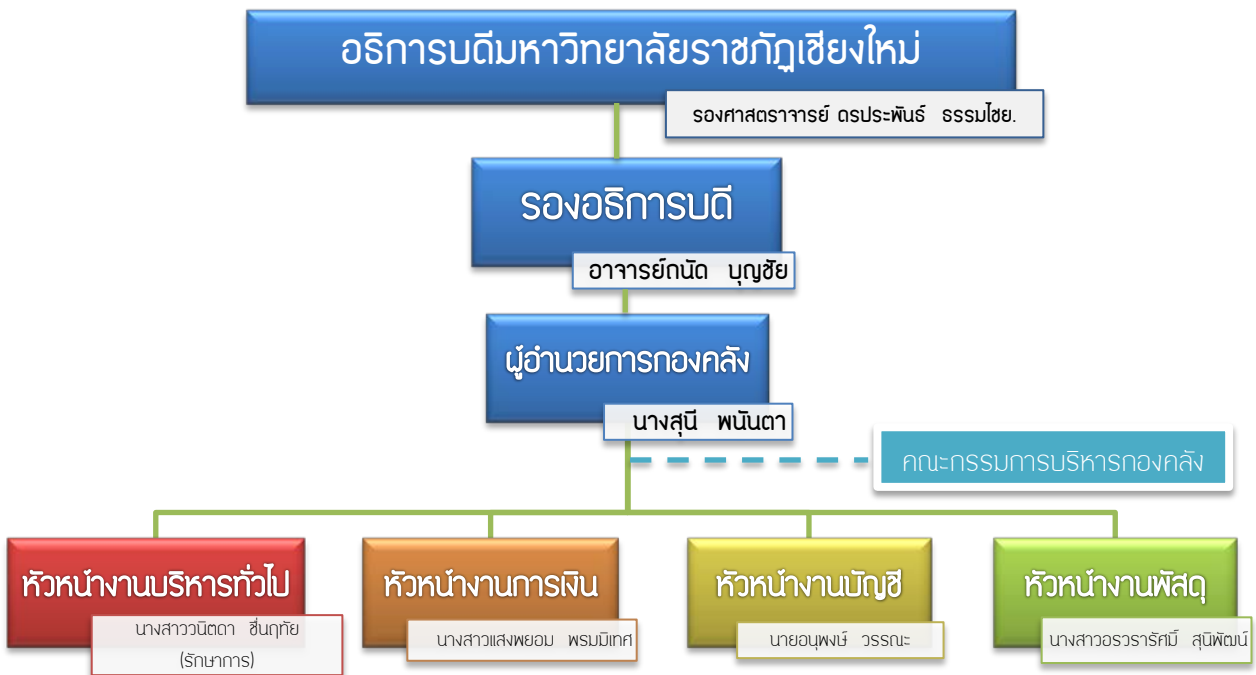 อธิการบดีมหาวิทยาลัยราชภัฏเชียงใหม่
รองศาสตราจารย์ ดรประพันธ์ ธรรมไชย.
รองอธิการบดี
อาจารย์ถนัด บุญชัย
ผู้อำนวยการกองคลัง
นางสุนี พนันตา
คณะกรรมการบริหารกองคลัง
หัวหน้างานบริหารทั่วไป
นางสาววนิตดา ชื่นฤทัย
(รักษาการ)
หัวหน้างานการเงิน
นางสาวแสงพยอม พรมมิเทศ
หัวหน้างานบัญชี
นายอนุพงษ์ วรรณะ
หัวหน้างานพัสดุ
นางสาวอรวรารัศมิ์ สุนิพัฒน์